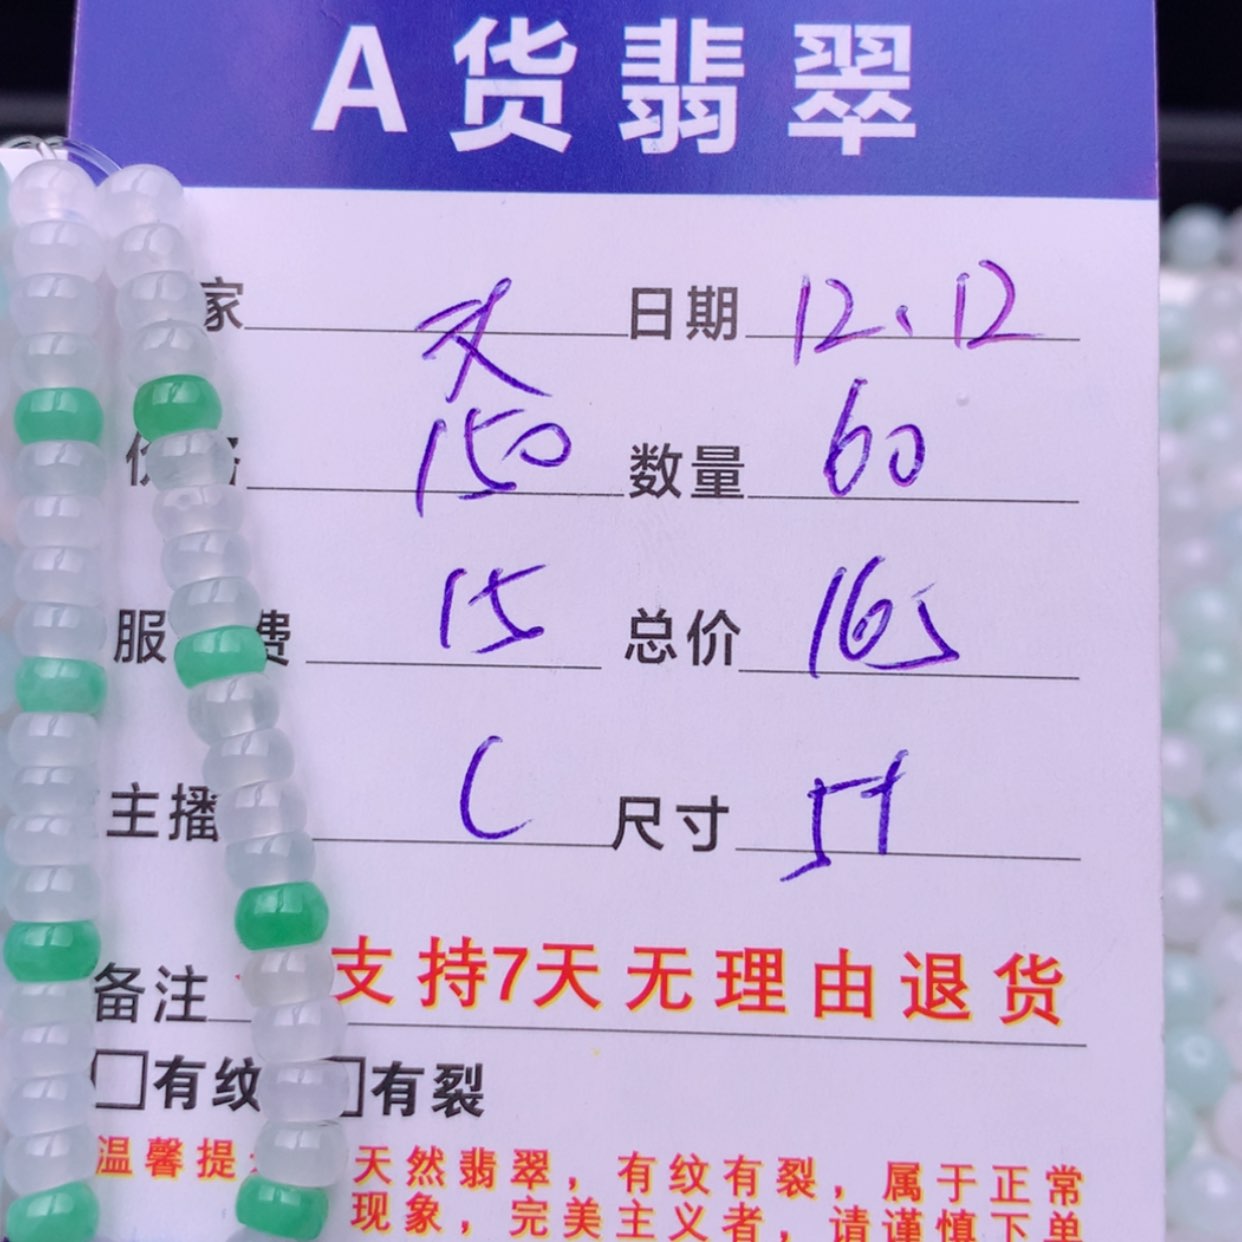 A货翡翠
家 日期 12、12
价 150 数量 60
服 费 15 总价 165
主播 C 尺寸
备注 支持7天无理由退货
有纹 有裂
温馨提 天然翡翠，有纹有裂，属于正常
现象，完美主义者，请谨慎下单